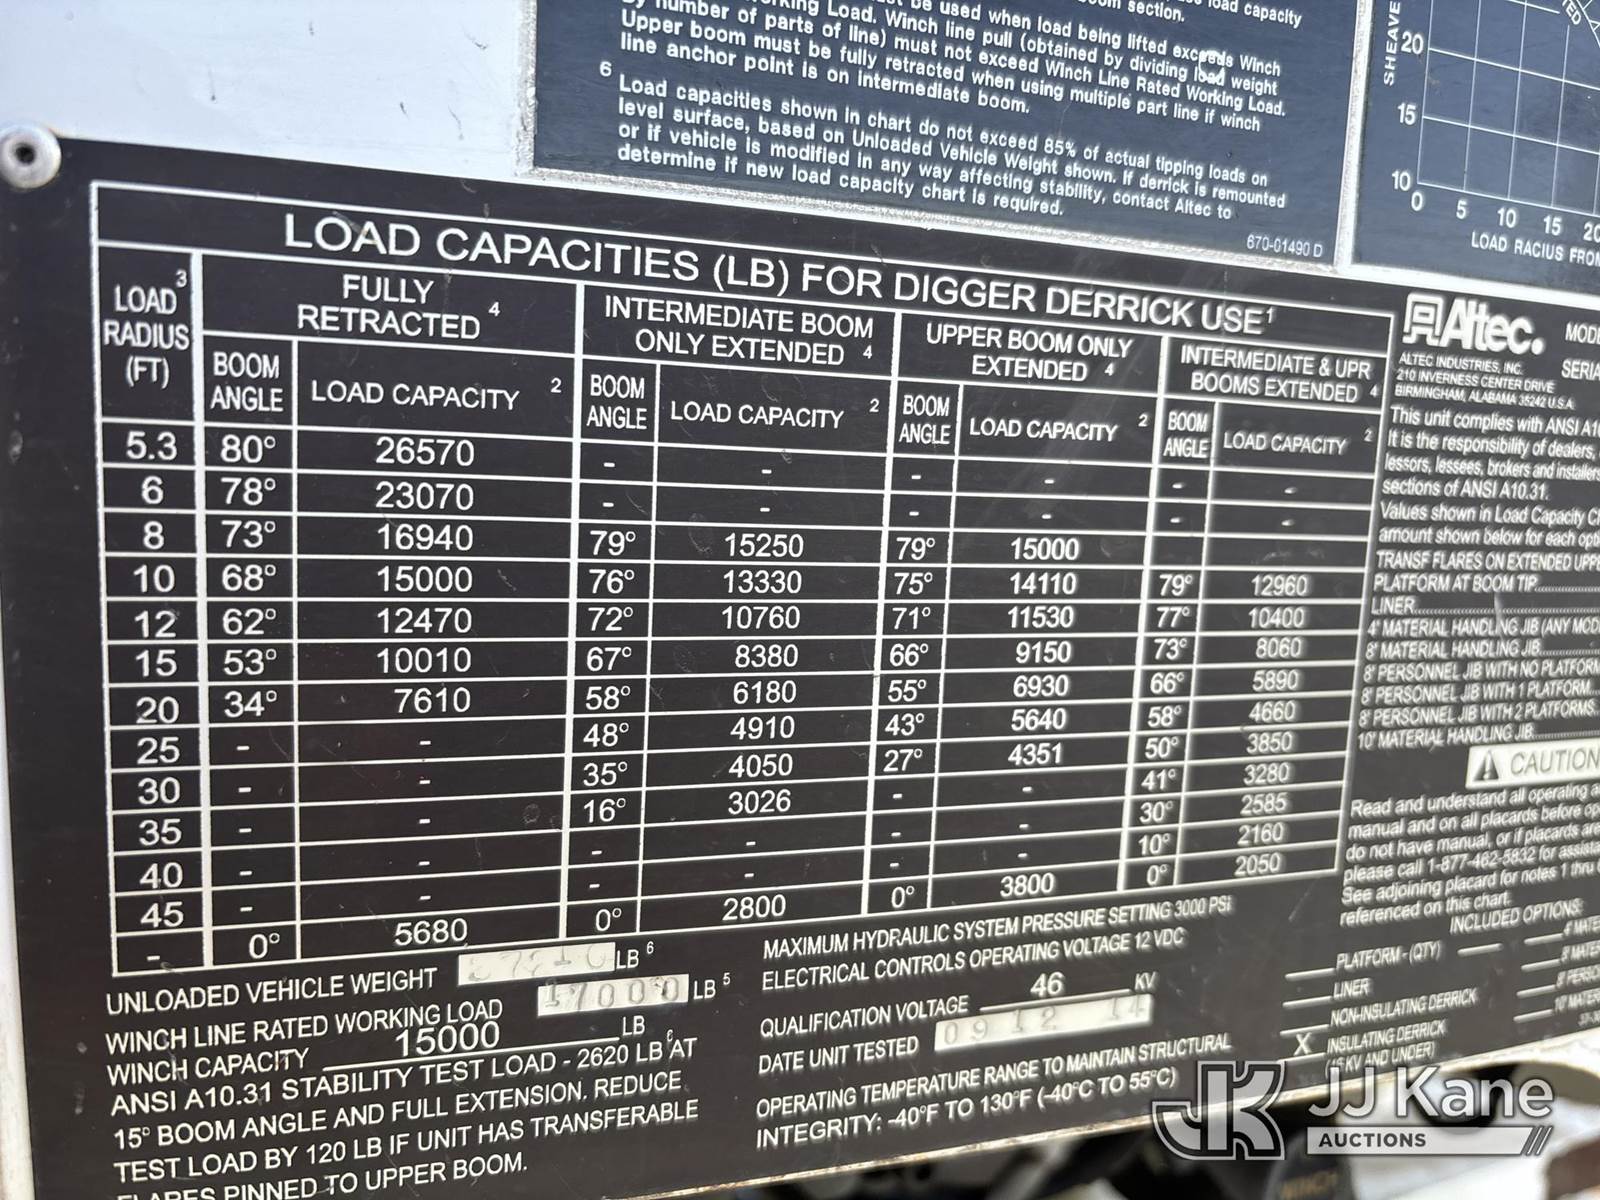 must be used when load being lifted exceeds Winch
Working Load. Winch line pull (obtained by dividing load weight
by number of parts of line) must not exceed Winch Line Rated Working Load.
Upper boom must be fully retracted when using multiple part line if winch
line anchor point is on intermediate boom.
6 Load capacities shown in chart do not exceed 85% of actual tipping loads on
level surface, based on Unloaded Vehicle Weight shown. If derrick is remounted
or if vehicle is modified in any way affecting stability, contact Altec to
determine if new load capacity chart is required.
670-01490 D
SHEAVE
20
15
10
0 5 10 15
LOAD RADIUS FROM
LOAD CAPACITIES (LB) FOR DIGGER DERRICK USE 1
LOAD 3 RADIUS (FT)
FULLY RETRACTED 4
INTERMEDIATE BOOM ONLY EXTENDED 4
UPPER BOOM ONLY EXTENDED 4
INTERMEDIATE & UPR BOOMS EXTENDED 4
BOOM ANGLE LOAD CAPACITY 2 BOOM ANGLE LOAD CAPACITY 2 BOOM ANGLE LOAD CAPACITY 2 BOOM ANGLE LOAD CAPACITY 2
5.3 80° 26570 - - - - - -
6 78° 23070 - - - - - -
8 73° 16940 79° 15250 79° 15000 - -
10 68° 15000 76° 13330 75° 14110 79° 12960
12 62° 12470 72° 10760 71° 11530 77° 10400
15 53° 10010 67° 8380 66° 9150 73° 8060
20 34° 7610 58° 6180 55° 6930 66° 5890
25 - - 48° 4910 43° 5640 58° 4660
30 - - 35° 4050 27° 4351 50° 3850
35 - - 16° 3026 - - 41° 3280
40 - - - - - - 30° 2585
45 - - - - - - 10° 2160
- 0° 5680 0° 2800 0° 3800 0° 2050
UNLOADED VEHICLE WEIGHT LB 6
WINCH LINE RATED WORKING LOAD 17000 LB 5
WINCH CAPACITY 15000 LB
ANSI A10.31 STABILITY TEST LOAD - 2620 LB 6 AT
15° BOOM ANGLE AND FULL EXTENSION. REDUCE
TEST LOAD BY 120 LB IF UNIT HAS TRANSFERABLE
FLARES PINNED TO UPPER BOOM.
MAXIMUM HYDRAULIC SYSTEM PRESSURE SETTING 3000 PSI
ELECTRICAL CONTROLS OPERATING VOLTAGE 12 VDC
QUALIFICATION VOLTAGE 46 KV
DATE UNIT TESTED 09 12 14
OPERATING TEMPERATURE RANGE TO MAINTAIN STRUCTURAL
INTEGRITY: -40°F TO 130°F (-40°C TO 55°C)
Altec.
ALTEC INDUSTRIES, INC.
210 INVERNESS CENTER DRIVE
BIRMINGHAM, ALABAMA 35242 U.S.A.
This unit complies with ANSI
It is the responsibility of dealers,
lessors, lessees, brokers and installers
sections of ANSI A10.31.
Values shown in Load Capacity
amount shown below for each
TRANSF FLARES ON EXTENDED
PLATFORM AT BOOM TIP
LINER
4' MATERIAL HANDLING JIB (ANY
8' MATERIAL HANDLING JIB
8' PERSONNEL JIB WITH NO PLATFORM
8' PERSONNEL JIB WITH 1 PLATFORM
8' PERSONNEL JIB WITH 2 PLATFORMS
10' MATERIAL HANDLING JIB
CAUTION
Read and understand all operating
manual and on all placards before
do not have manual, or if placards are
please call 1-877-462-5832 for
See adjoining placard for notes 1 thru
referenced on this chart.
INCLUDED OPTIONS:
PLATFORM - (QTY)
LINER
NON-INSULATING DERRICK
X INSULATING DERRICK
(46 KV AND UNDER)
JJ Kane
AUCTIONS